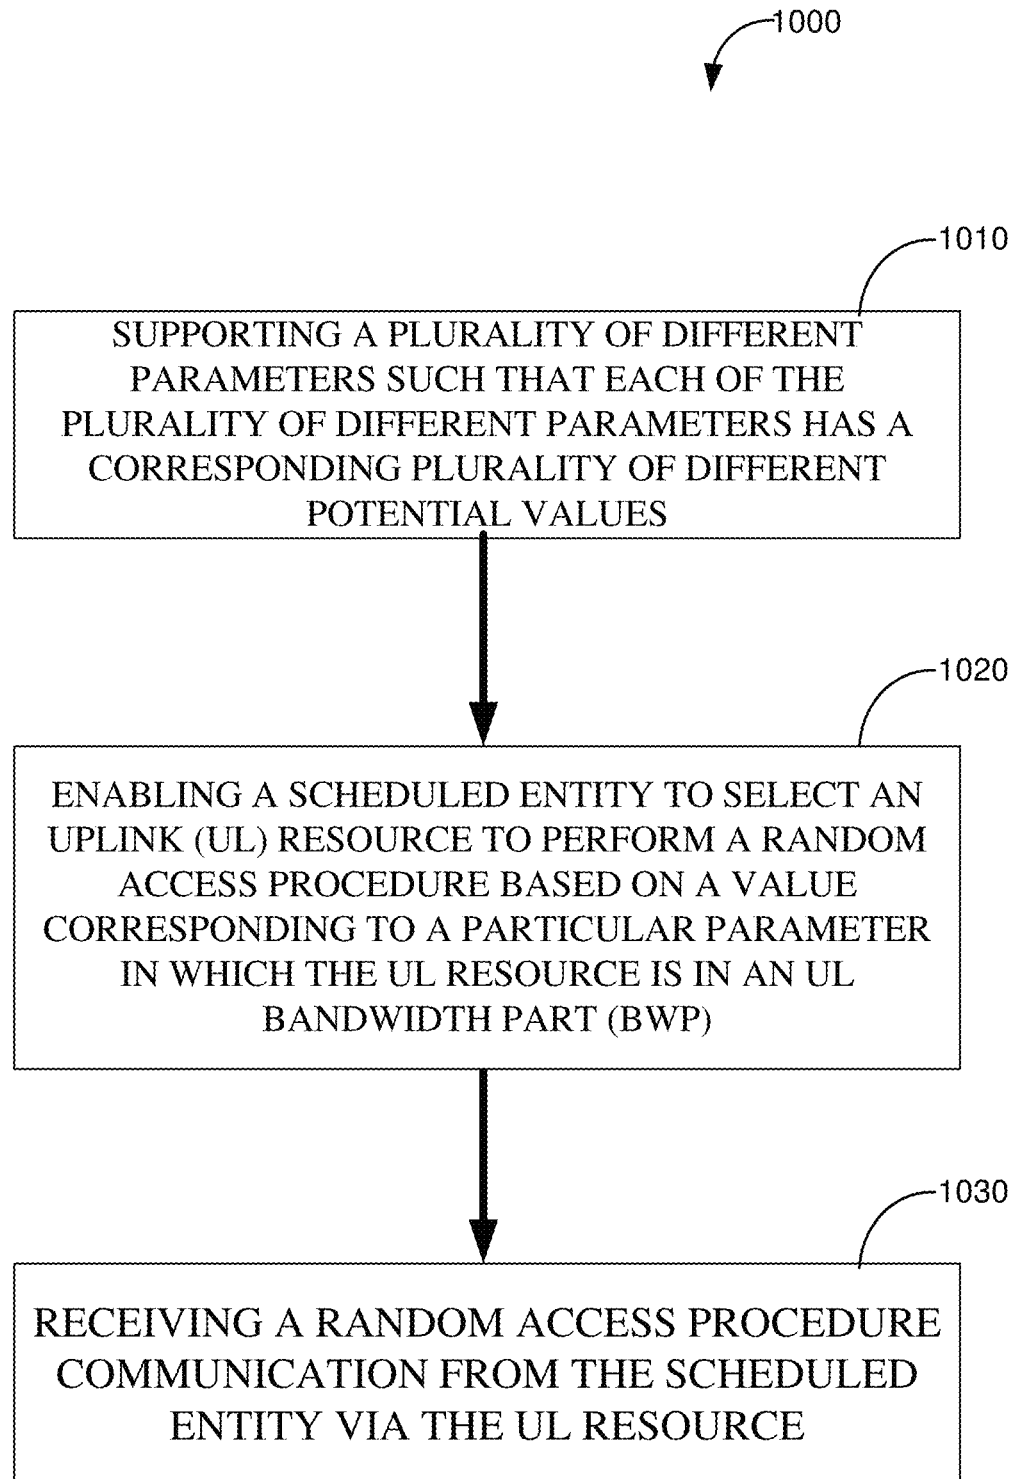 1000
1010
SUPPORTING A PLURALITY OF DIFFERENT
PARAMETERS SUCH THAT EACH OF THE
PLURALITY OF DIFFERENT PARAMETERS HAS A
CORRESPONDING PLURALITY OF DIFFERENT
POTENTIAL VALUES
1020
ENABLING A SCHEDULED ENTITY TO SELECT AN
UPLINK (UL) RESOURCE TO PERFORM A RANDOM
ACCESS PROCEDURE BASED ON A VALUE
CORRESPONDING TO A PARTICULAR PARAMETER
IN WHICH THE UL RESOURCE IS IN AN UL
BANDWIDTH PART (BWP)
1030
RECEIVING A RANDOM ACCESS PROCEDURE
COMMUNICATION FROM THE SCHEDULED
ENTITY VIA THE UL RESOURCE